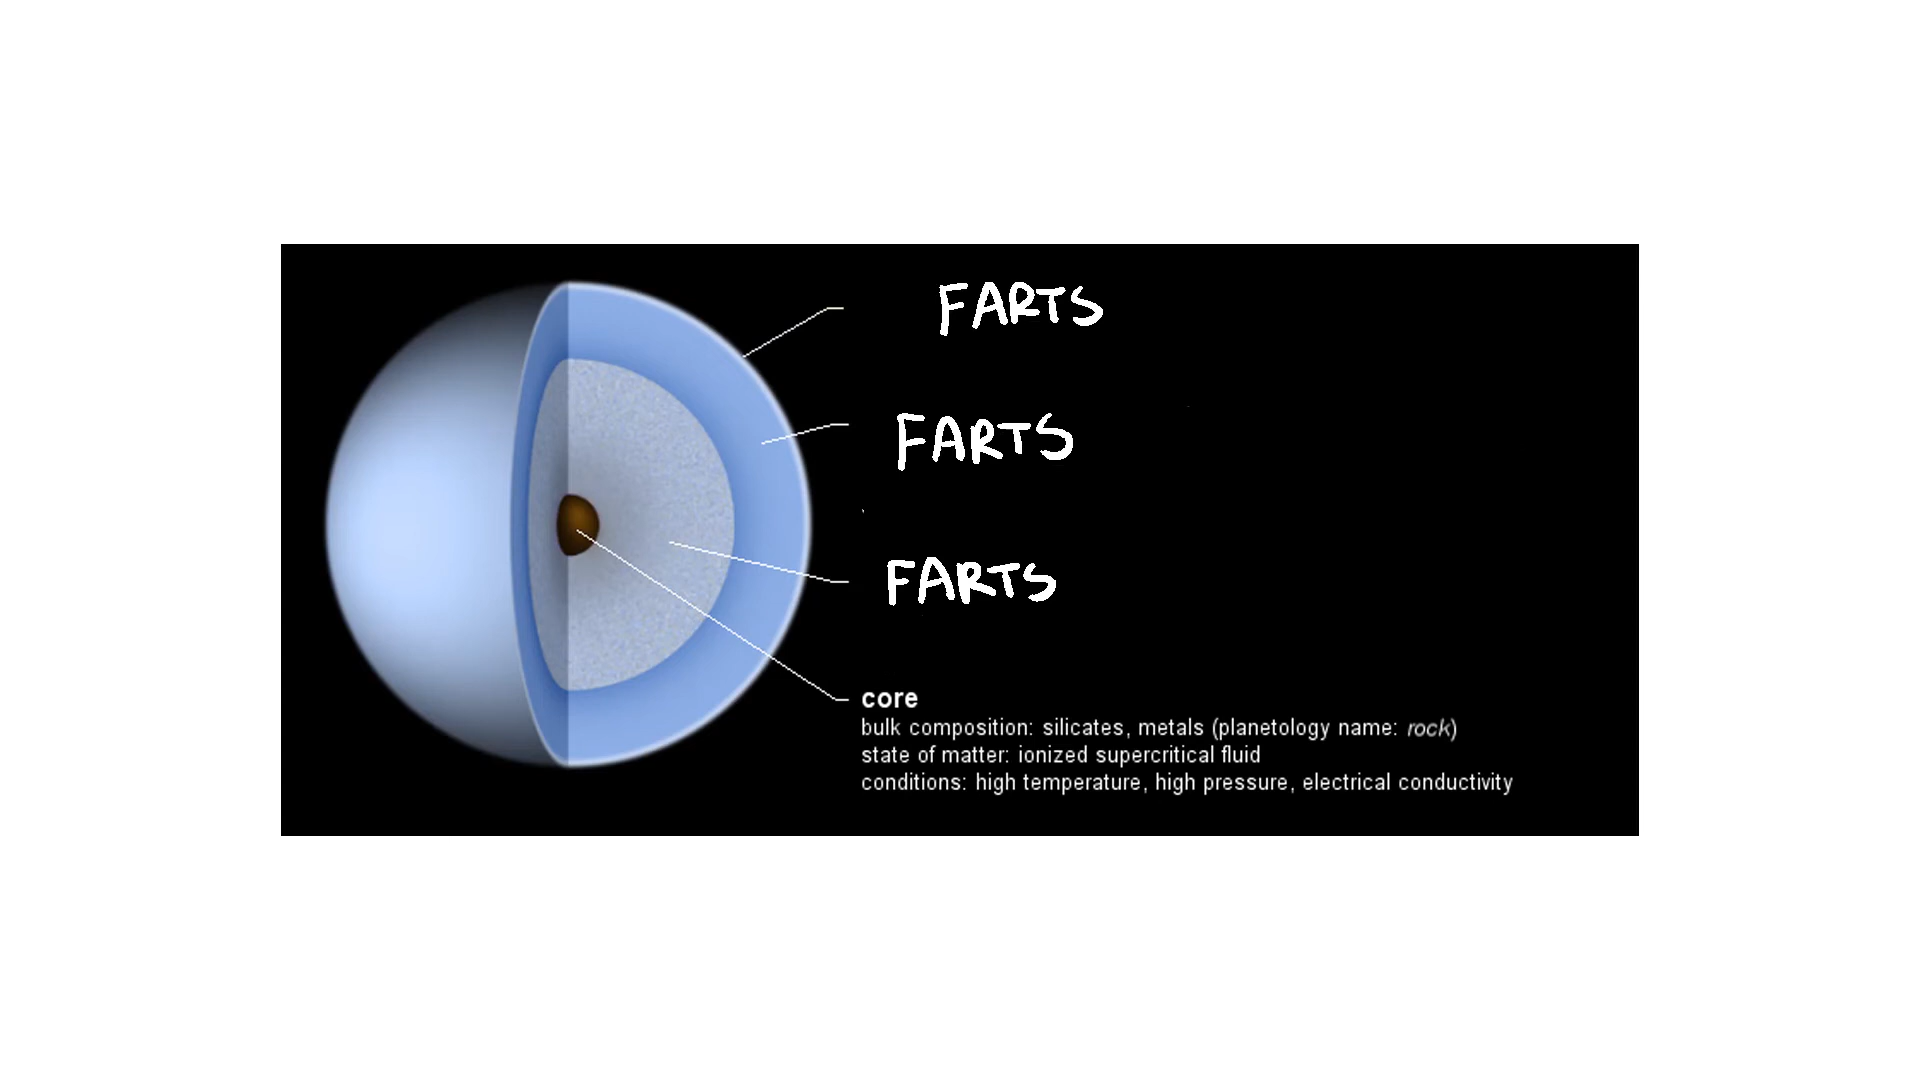 FARTS
FARTS
FARTS
core
bulk composition: silicates, metals (planetology name: rock)
state of matter: ionized supercritical fluid
conditions: high temperature, high pressure, electrical conductivity